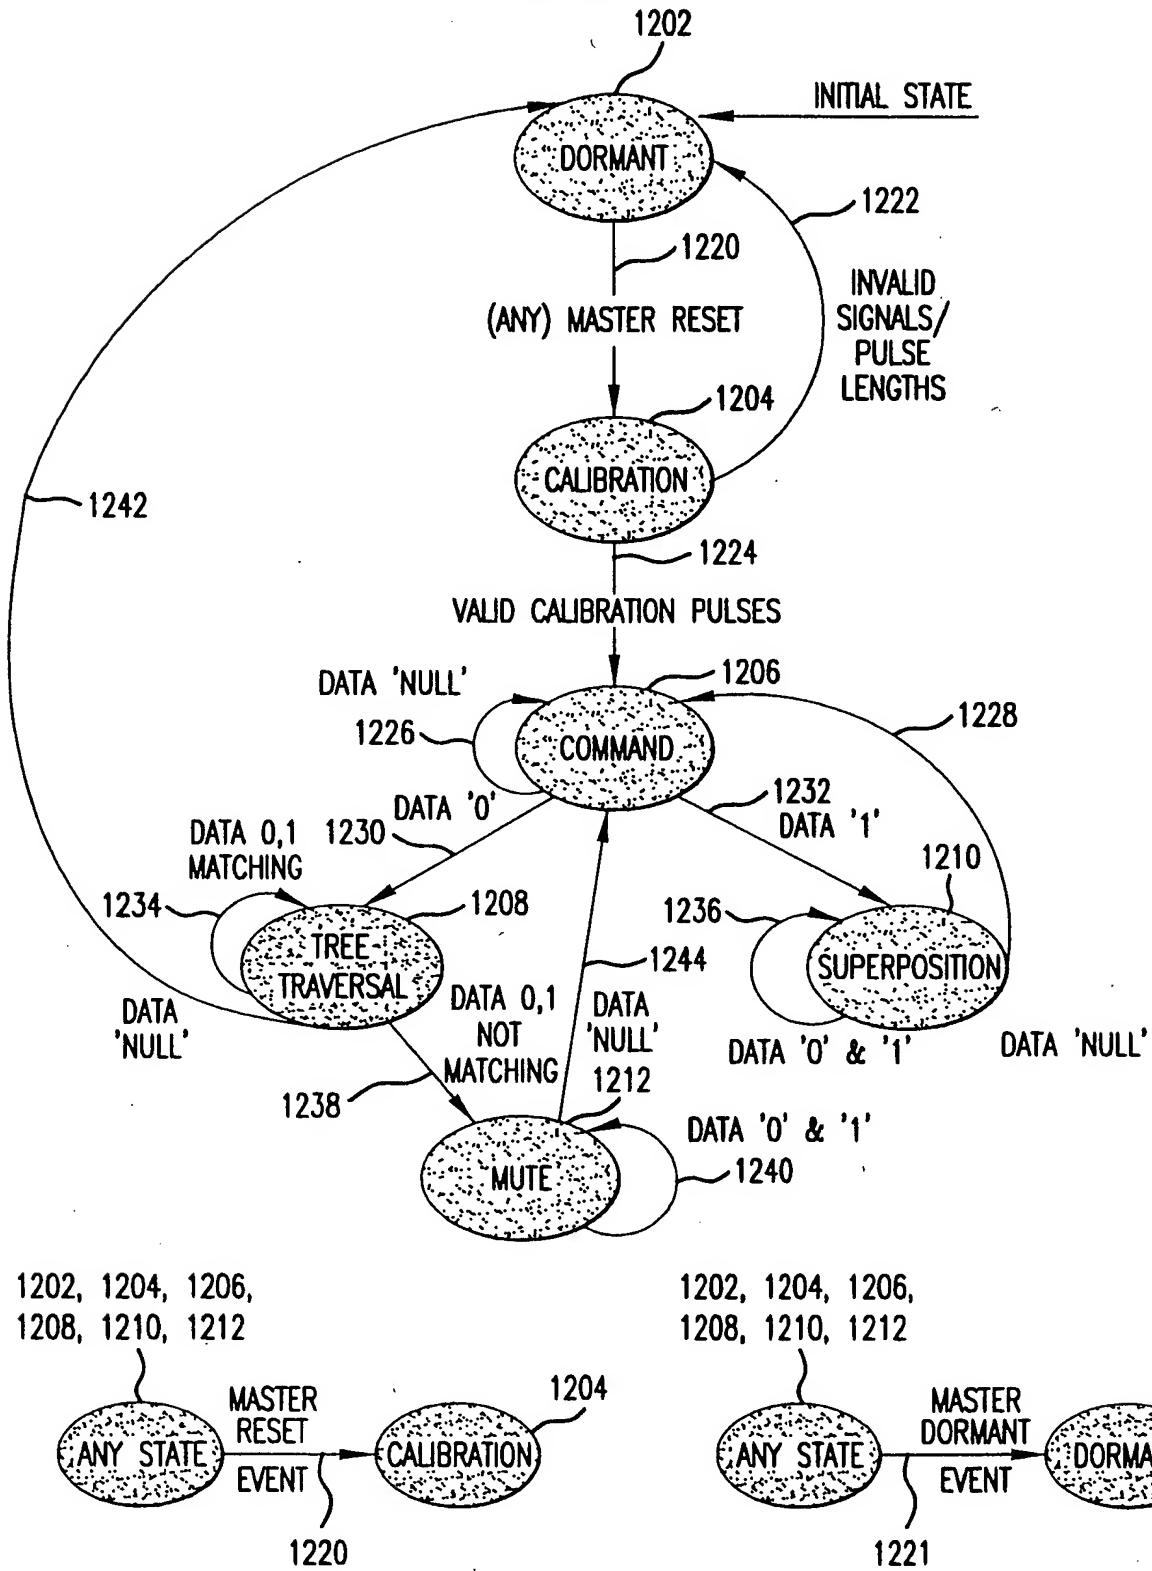 1202
INITIAL STATE
DORMANT
1222
1220
INVALID
SIGNALS/
PULSE
LENGTHS
(ANY) MASTER RESET
1204
CALIBRATION
1242
1224
VALID CALIBRATION PULSES
1206
DATA 'NULL'
1228
1226
COMMAND
1232
DATA '0'
DATA '1'
DATA 0,1
MATCHING
1230
1210
1234
1208
1236
TREE-
TRAVERSAL
1244
SUPERPOSITION
DATA 0,1
NOT
MATCHING
DATA
'NULL'
DATA
'NULL'
DATA '0' & '1'
DATA 'NULL'
1238
1212
MUTE
DATA '0' & '1'
1240
1202, 1204, 1206,
1208, 1210, 1212
ANY STATE
MASTER
RESET
EVENT
1204
CALIBRATION
1220
1202, 1204, 1206,
1208, 1210, 1212
ANY STATE
MASTER
DORMANT
EVENT
DORMA
1221